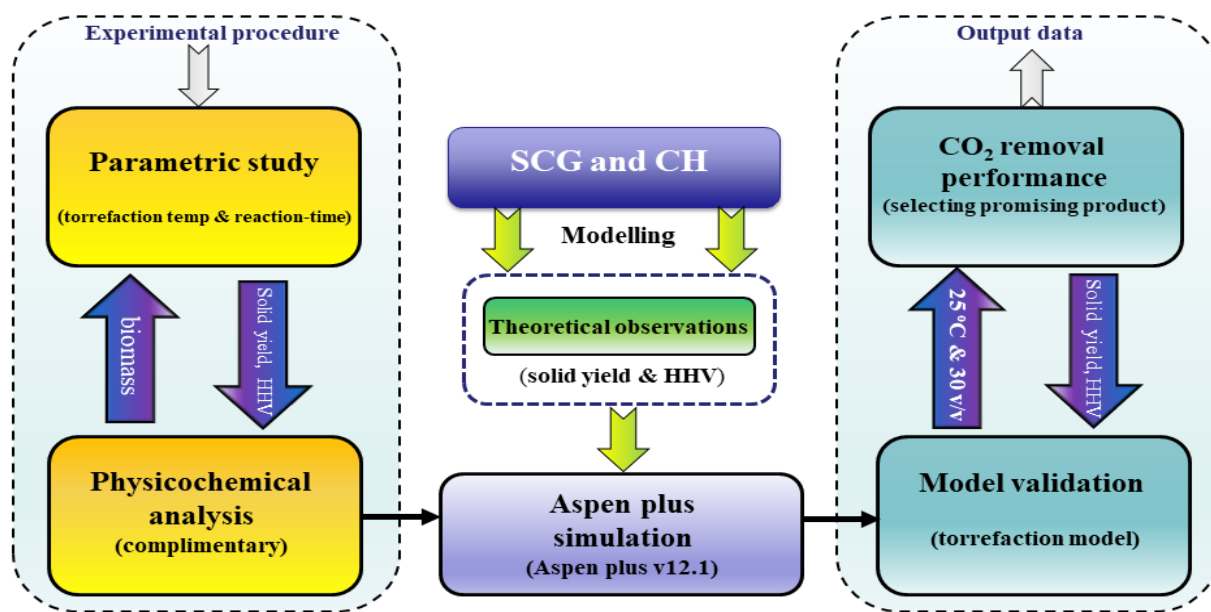 Experimental procedure
Parametric study
(torrefaction temp & reaction-time)
biomass
Solid yield, HHV
Physicochemical
analysis
(complimentary)
SCG and CH
Modelling
Theoretical observations
(solid yield & HHV)
Aspen plus
simulation
(Aspen plus v12.1)
Output data
CO₂ removal
performance
(selecting promising product)
25 °C & 30 v/v
Solid yield, HHV
Model validation
(torrefaction model)